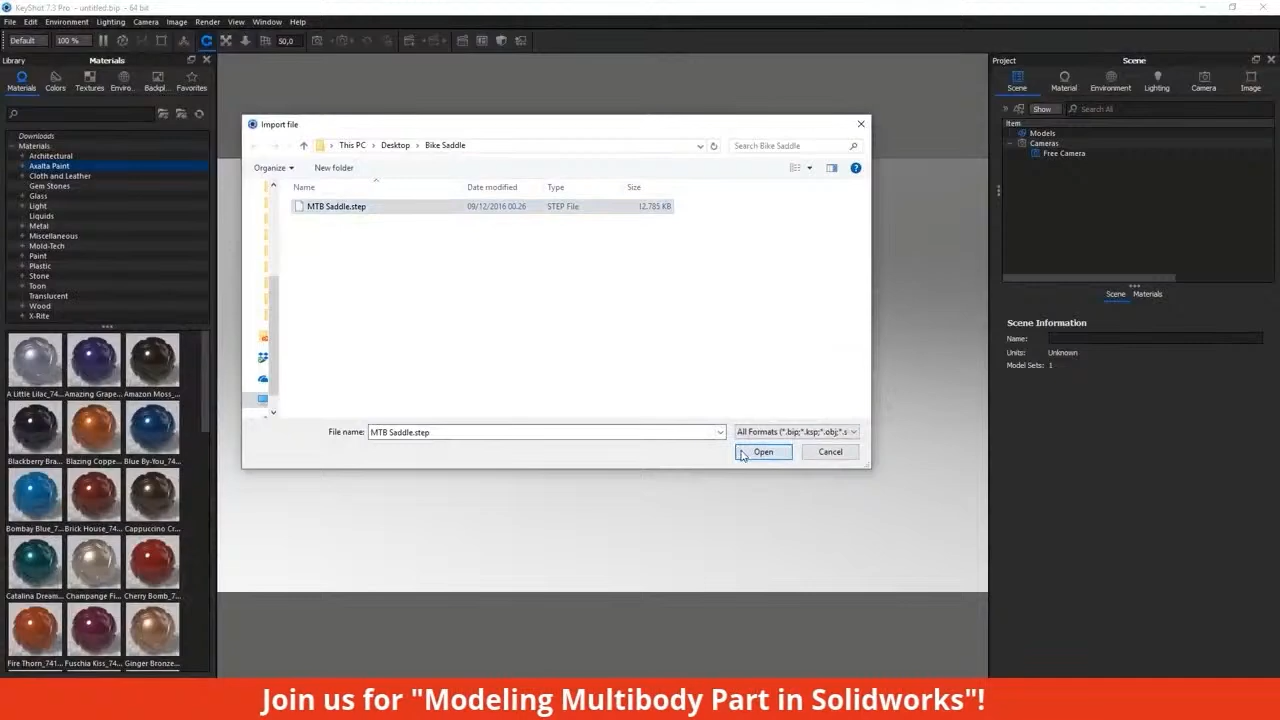 KeyShot 7.3 Pro - untitled.bip - 64 bit
File Edit Environment Lighting Camera Image Render View Window Help
Default 100 % 50,0
Library Materials
Materials Colors Textures Enviro... Backpl... Favorites
Downloads
Materials
Architectural
Axalta Paint
Cloth and Leather
Gem Stones
Glass
Light
Liquids
Metal
Miscellaneous
Mold-Tech
Paint
Plastic
Stone
Toon
Translucent
Wood
X-Rite
A Little Lilac_74... Amazing Grape... Amazon Moss_...
Blackberry Bra... Blazing Coppe... Blue By-You_74...
Bombay Blue_7... Brick House_74... Cappuccino Cr...
Catalina Dream... Champange Fi... Cherry Bomb_7...
Fire Thorn_741... Fuschia Kiss_74... Ginger Bronze...
Import file
This PC Desktop Bike Saddle Search Bike Saddle
Organize New folder
Name Date modified Type Size
MTB Saddle.step 09/12/2016 00.26 STEP File 12.785 KB
File name: MTB Saddle.step All Formats (*.bip;*.ksp;*.obj;*.s
Open Cancel
Project Scene
Scene Material Environment Lighting Camera Image
Show Search All
Item
Models
Cameras
Free Camera
Scene Materials
Scene Information
Name:
Units: Unknown
Model Sets: 1
Join us for "Modeling Multibody Part in Solidworks"!